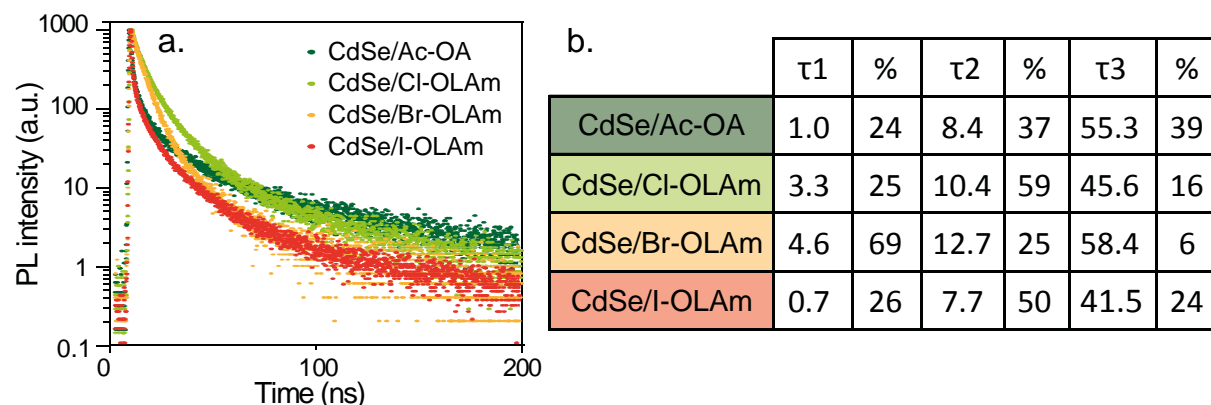 a.
CdSe/Ac-OA
CdSe/Cl-OLAm
CdSe/Br-OLAm
CdSe/I-OLAm
PL intensity (a.u.)
1000
100
10
1
0.1
0
100
200
Time (ns)
b.
τ1 % τ2 % τ3 %
CdSe/Ac-OA 1.0 24 8.4 37 55.3 39
CdSe/Cl-OLAm 3.3 25 10.4 59 45.6 16
CdSe/Br-OLAm 4.6 69 12.7 25 58.4 6
CdSe/I-OLAm 0.7 26 7.7 50 41.5 24